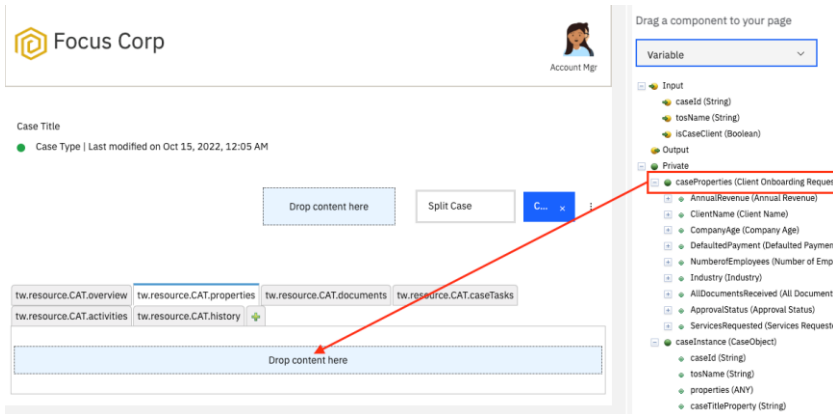 Focus Corp
Account Mgr
Case Title
Case Type | Last modified on Oct 15, 2022, 12:05 AM
Drop content here
Split Case
C... ×
tw.resource.CAT.overview
tw.resource.CAT.properties
tw.resource.CAT.documents
tw.resource.CAT.caseTasks
tw.resource.CAT.activities
tw.resource.CAT.history
Drop content here
Drag a component to your page
Variable
Input
caseId (String)
tosName (String)
isCaseClient (Boolean)
Output
Private
caseProperties (Client Onboarding Reques
AnnualRevenue (Annual Revenue)
ClientName (Client Name)
CompanyAge (Company Age)
DefaultedPayment (Defaulted Paymen
NumberofEmployees (Number of Emp
Industry (Industry)
AllDocumentsReceived (All Document
ApprovalStatus (Approval Status)
ServicesRequested (Services Requeste
caseInstance (CaseObject)
caseId (String)
tosName (String)
properties (ANY)
caseTitleProperty (String)